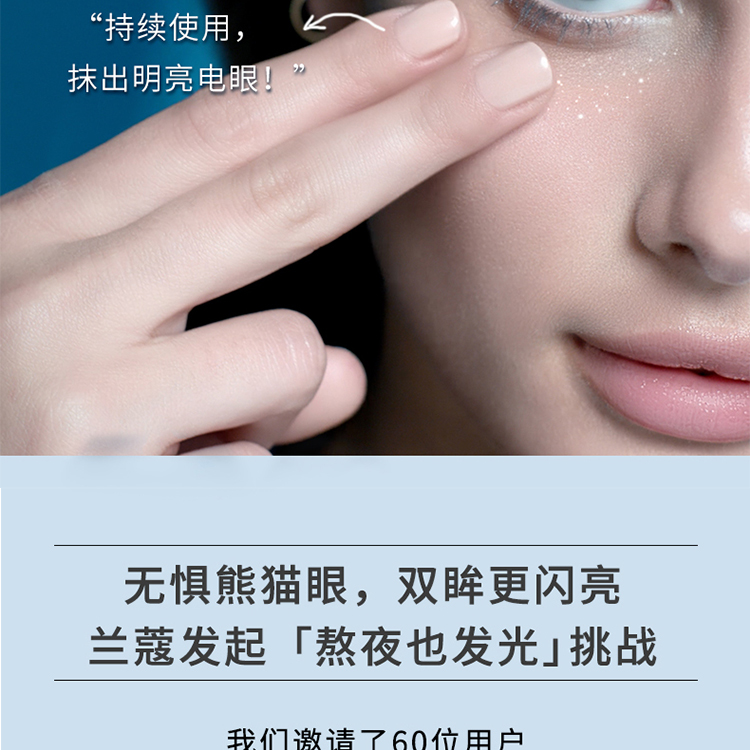 “持续使用，
抹出明亮电眼！”
无惧熊猫眼，双眸更闪亮
兰蔻发起「熬夜也发光」挑战
我们邀请了60位用户